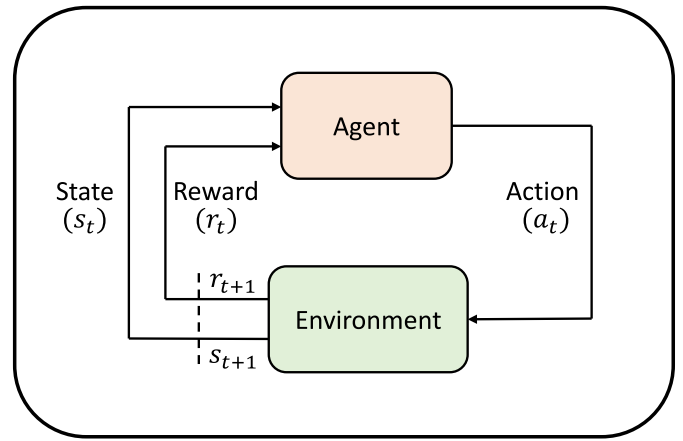 Agent
State
(s_t)
Reward
(r_t)
Action
(a_t)
r_{t+1}
Environment
s_{t+1}